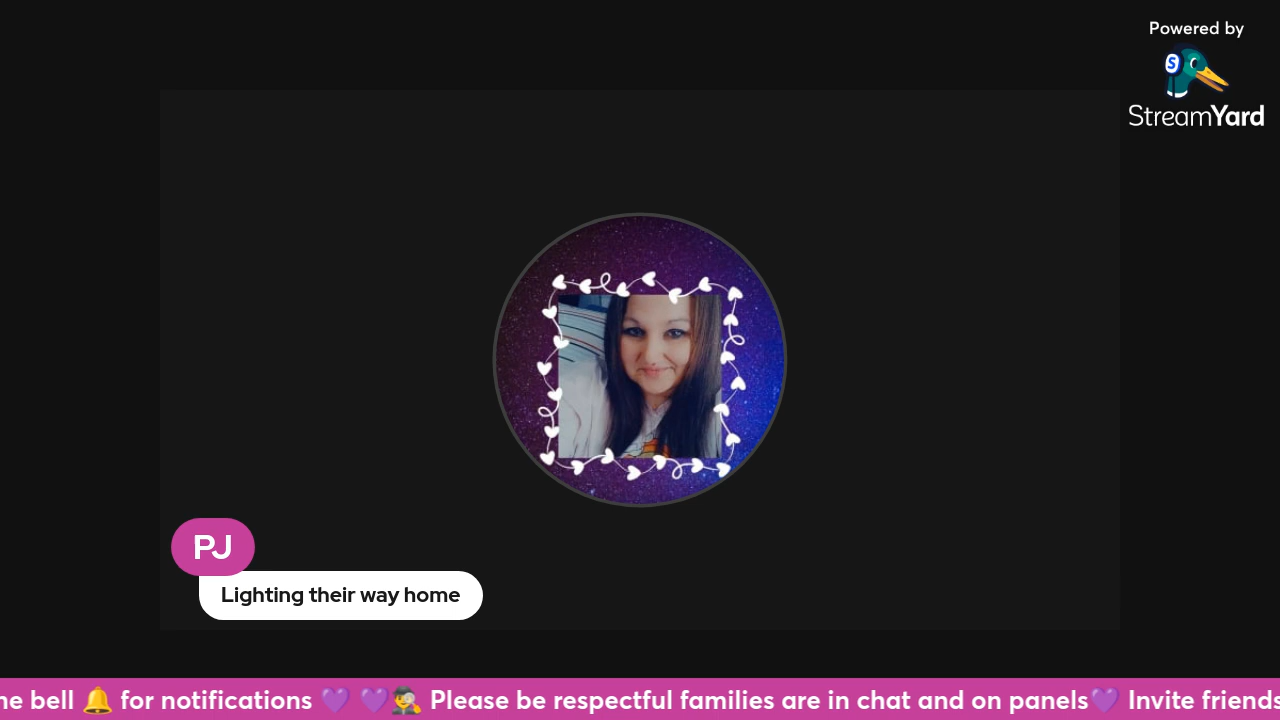 Powered by
S
StreamYard
PJ
Lighting their way home
he bell 🔔 for notifications 💜 💜🕵️ Please be respectful families are in chat and on panels💜 Invite friends